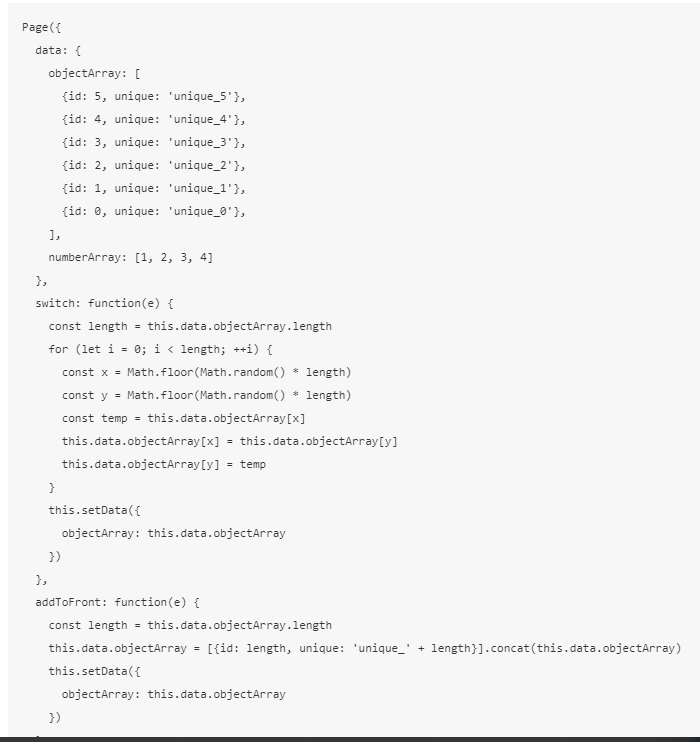 Page({
  data: {
    objectArray: [
      {id: 5, unique: 'unique_5'},
      {id: 4, unique: 'unique_4'},
      {id: 3, unique: 'unique_3'},
      {id: 2, unique: 'unique_2'},
      {id: 1, unique: 'unique_1'},
      {id: 0, unique: 'unique_0'},
    ],
    numberArray: [1, 2, 3, 4]
  },
  switch: function(e) {
    const length = this.data.objectArray.length
    for (let i = 0; i < length; ++i) {
      const x = Math.floor(Math.random() * length)
      const y = Math.floor(Math.random() * length)
      const temp = this.data.objectArray[x]
      this.data.objectArray[x] = this.data.objectArray[y]
      this.data.objectArray[y] = temp
    }
    this.setData({
      objectArray: this.data.objectArray
    })
  },
  addToFront: function(e) {
    const length = this.data.objectArray.length
    this.data.objectArray = [{id: length, unique: 'unique_' + length}].concat(this.data.objectArray)
    this.setData({
      objectArray: this.data.objectArray
    })